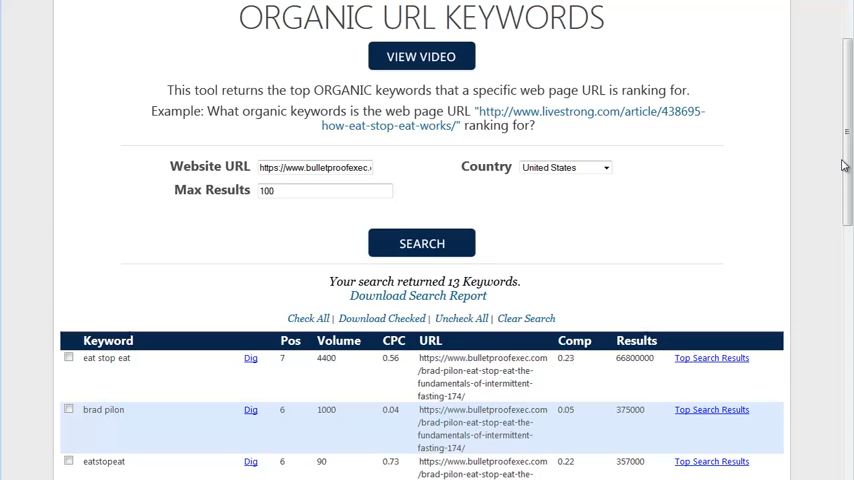 ORGANIC URL KEYWORDS
VIEW VIDEO
This tool returns the top ORGANIC keywords that a specific web page URL is ranking for.
Example: What organic keywords is the web page URL "http://www.livestrong.com/article/438695-
how-eat-stop-eat-works/" ranking for?
Website URL https://www.bulletproofexec. Country United States
Max Results 100
SEARCH
Your search returned 13 Keywords.
Download Search Report
Check All | Download Checked | Uncheck All | Clear Search
Keyword Pos Volume CPC URL Comp Results
eat stop eat Dig 7 4400 0.56 https://www.bulletproofexec.com 0.23 66800000 Top Search Results
/brad-pilon-eat-stop-eat-the-
fundamentals-of-intermittent-
fasting-174/
brad pilon Dig 6 1000 0.04 https://www.bulletproofexec.com 0.05 375000 Top Search Results
/brad-pilon-eat-stop-eat-the-
fundamentals-of-intermittent-
fasting-174/
eatstopeat Dig 6 90 0.73 https://www.bulletproofexec.com 0.22 357000 Top Search Results
/brad-pilon-eat-stop-eat-the-